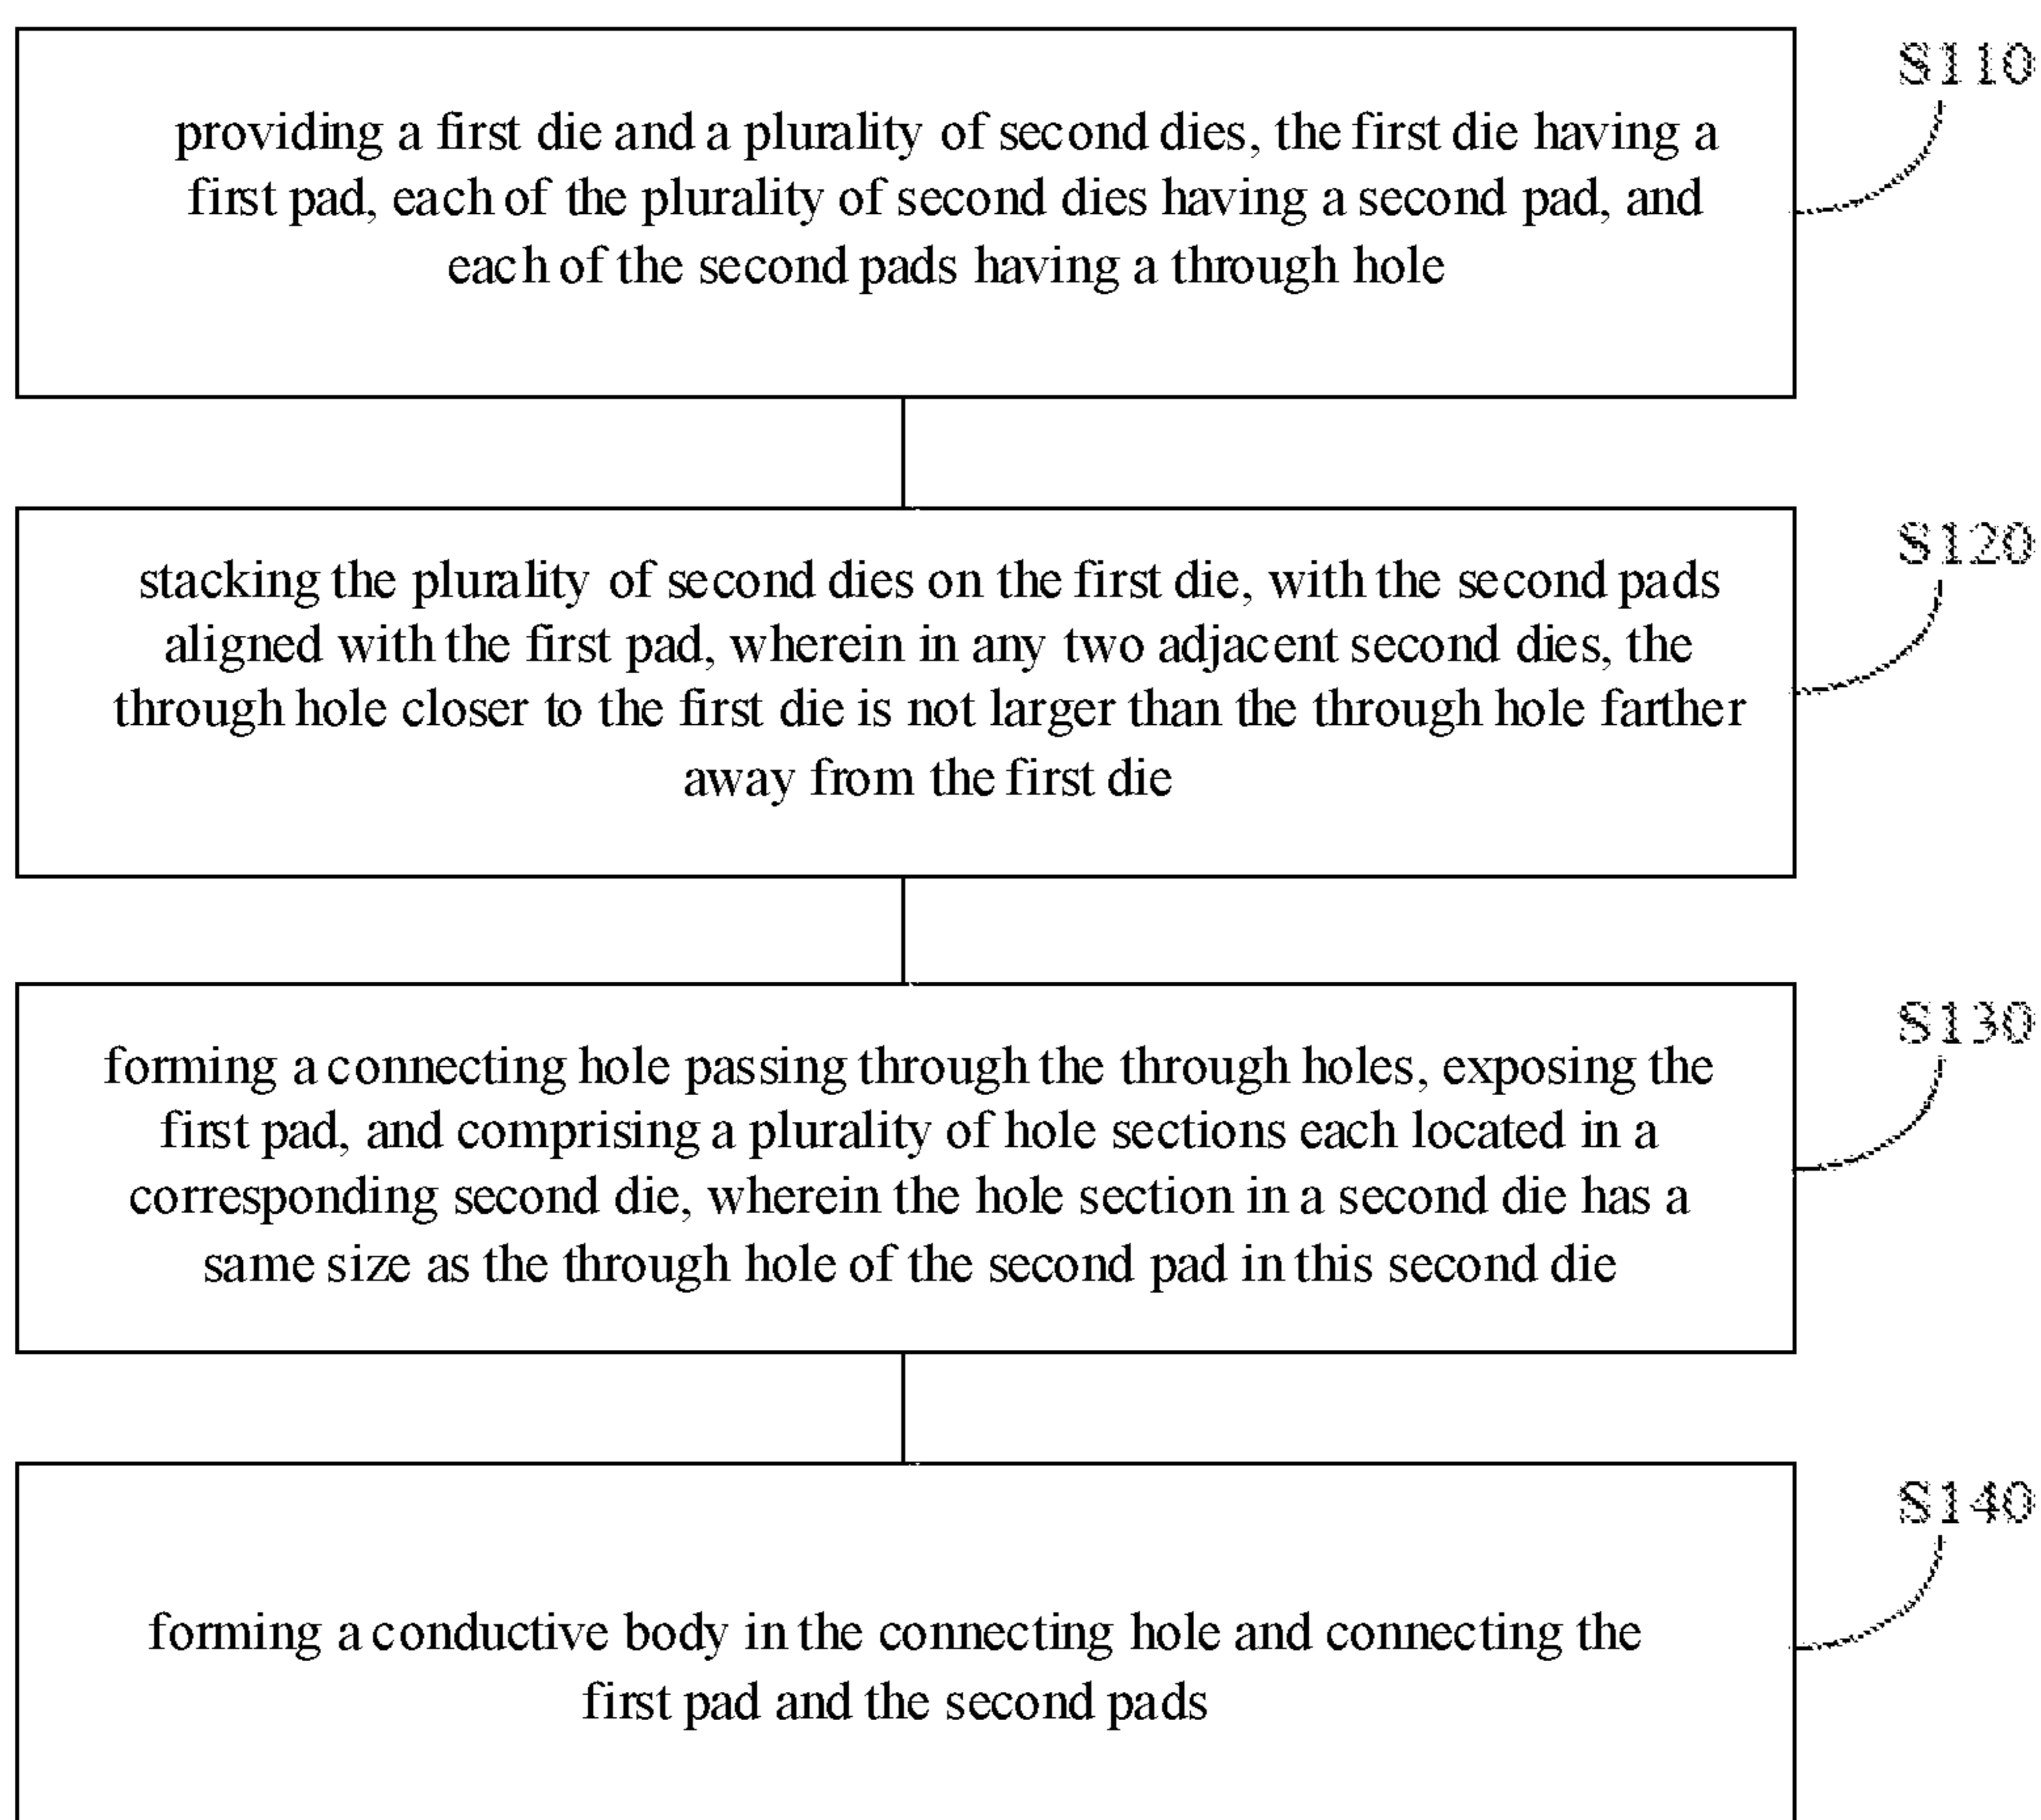 S110
providing a first die and a plurality of second dies, the first die having a
first pad, each of the plurality of second dies having a second pad, and
each of the second pads having a through hole
S120
stacking the plurality of second dies on the first die, with the second pads
aligned with the first pad, wherein in any two adjacent second dies, the
through hole closer to the first die is not larger than the through hole farther
away from the first die
S130
forming a connecting hole passing through the through holes, exposing the
first pad, and comprising a plurality of hole sections each located in a
corresponding second die, wherein the hole section in a second die has a
same size as the through hole of the second pad in this second die
S140
forming a conductive body in the connecting hole and connecting the
first pad and the second pads